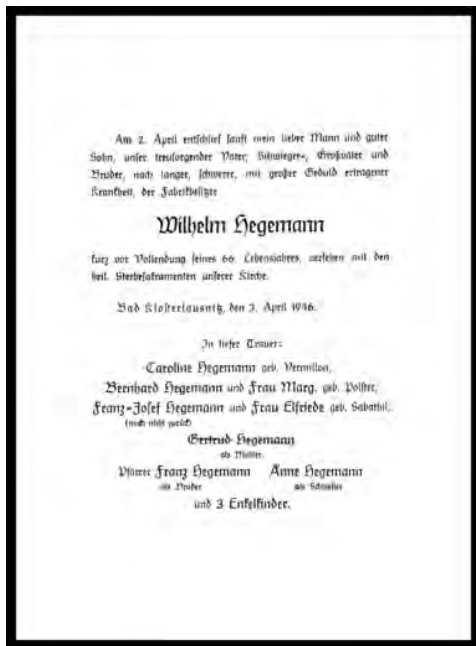 Am 2. April entschlief sanft mein lieber Mann und guter
Sohn, unser treusorgender Vater, Schwieger-, Großvater und
Bruder, nach langer, schwerer, mit großer Geduld ertragener
Krankheit, der Fabrikbesitzer
Wilhelm Hegemann
kurz vor Vollendung seines 66. Lebensjahres, versehen mit den
heil. Sterbesakramenten unserer Kirche.
Bad Klosterlausnitz, den 3. April 1946.
In tiefer Trauer:
Caroline Hegemann geb. Vermillon,
Bernhard Hegemann und Frau Marg. geb. Polster,
Franz-Josef Hegemann und Frau Elfriede geb. Sabathil,
(noch nicht zurück)
Gertrud Hegemann
als Mutter
Pfarrer Franz Hegemann Änne Hegemann
als Bruder als Schwester
und 3 Enkelkinder.